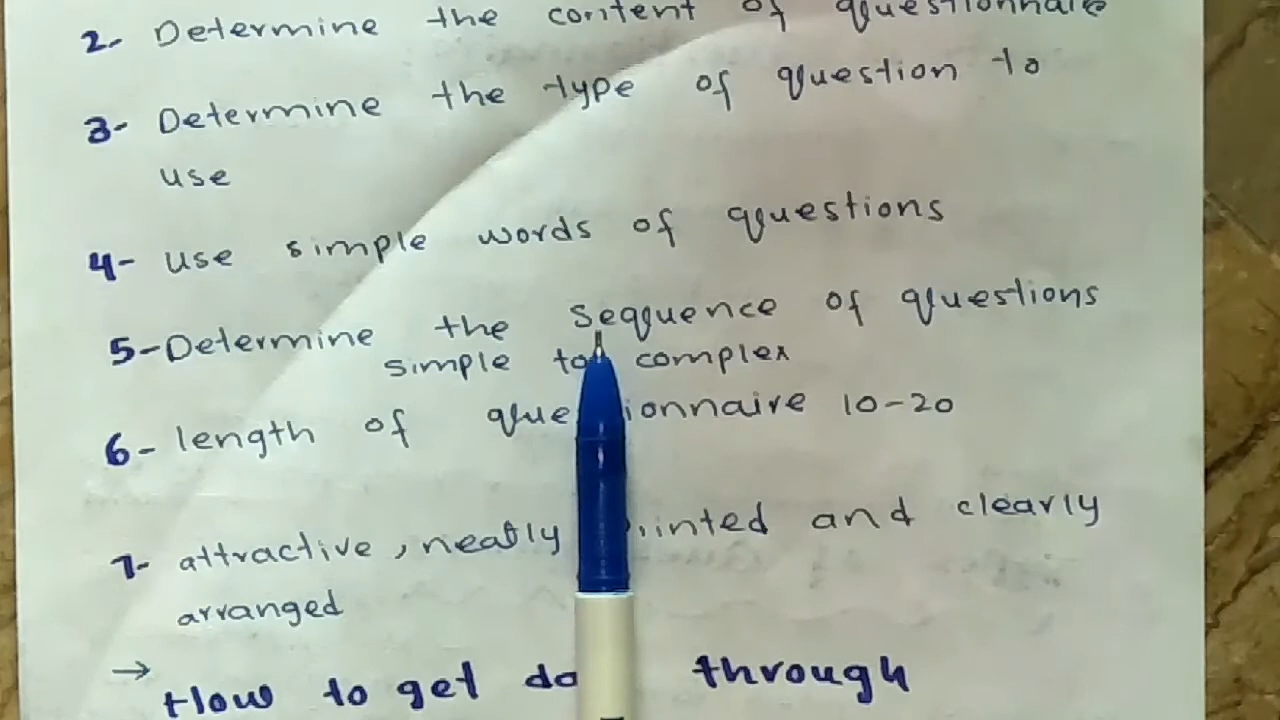 2- Determine the content of questionnaire
3- Determine the type of question to
use
4- use simple words of questions
5- Determine the sequence of questions
simple to complex
6- length of questionnaire 10-20
7- attractive, neatly printed and clearly
arranged
→ How to get through